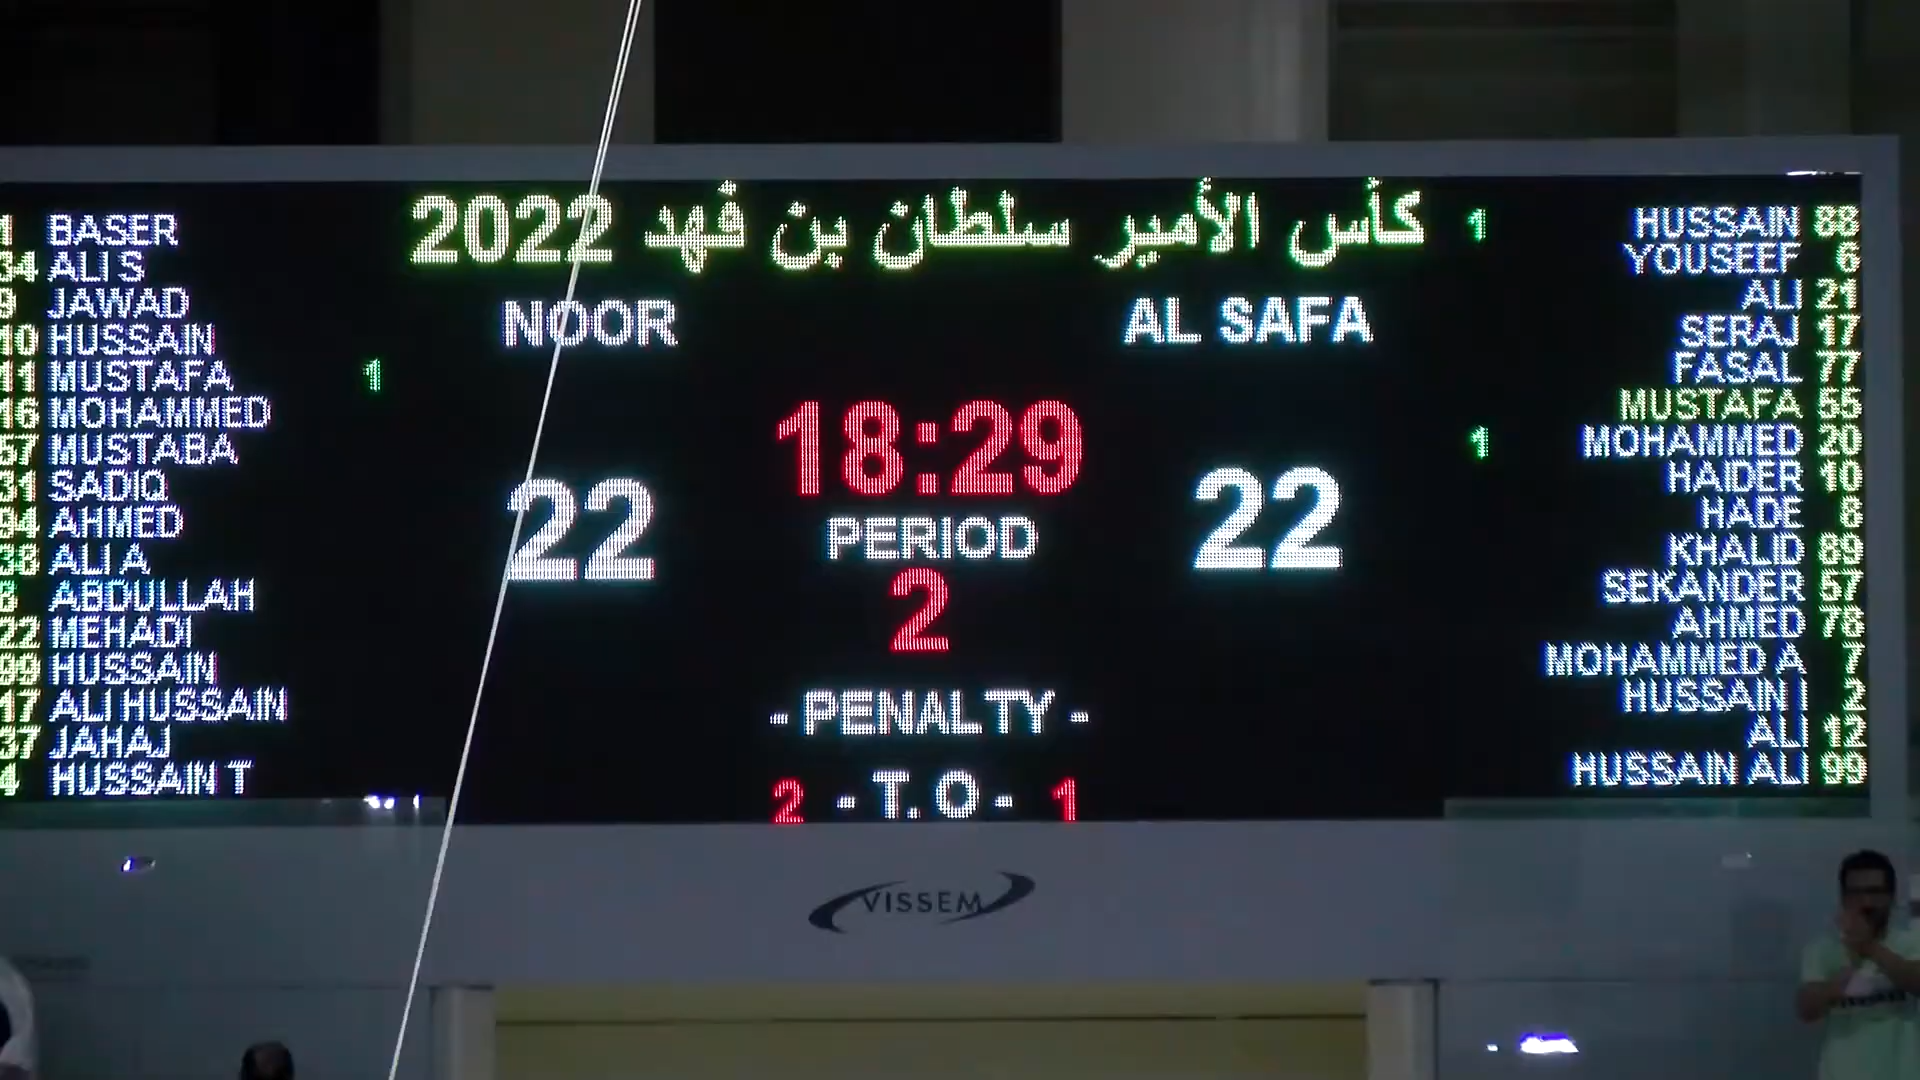 كأس الأمير سلطان بن فهد 2022
NOOR
AL SAFA
1 BASER
34 ALI S
9 JAWAD
10 HUSSAIN
11 MUSTAFA 1
16 MOHAMMED
57 MUSTABA
31 SADIQ
94 AHMED
38 ALI A
ABDULLAH
22 MEHADI
99 HUSSAIN
17 ALI HUSSAIN
37 JAHAJ
4 HUSSAIN T
22
18:29
PERIOD
2
22
- PENALTY -
2 - T.O - 1
1 HUSSAIN 88
YOUSEEF 6
ALI 21
SERAJ 17
FASAL 77
MUSTAFA 55
1 MOHAMMED 20
HAIDER 10
HADE 8
KHALID 89
SEKANDER 57
AHMED 78
MOHAMMED A 7
HUSSAIN I 2
ALI 12
HUSSAIN ALI 99
VISSEM